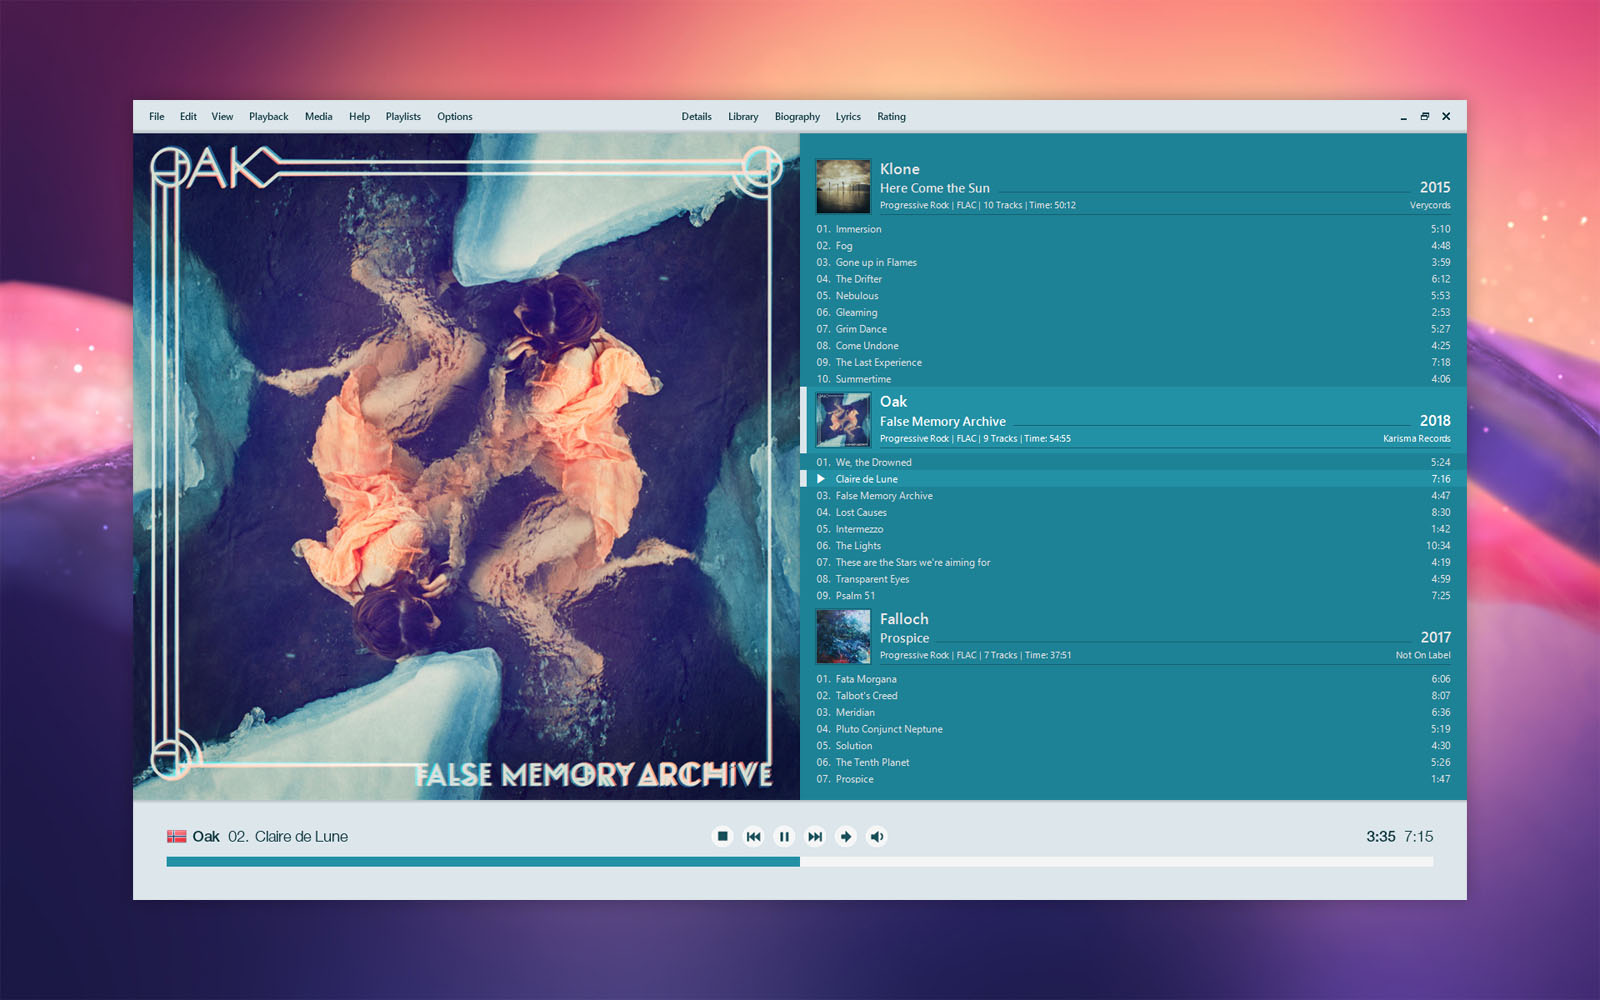 File Edit View Playback Media Help Playlists Options Details Library Biography Lyrics Rating
OAK
FALSE MEMORY ARCHIVE
Klone
Here Come the Sun 2015
Progressive Rock | FLAC | 10 Tracks | Time: 50:12 Verycords
01. Immersion 5:10
02. Fog 4:48
03. Gone up in Flames 3:59
04. The Drifter 6:12
05. Nebulous 5:53
06. Gleaming 2:53
07. Grim Dance 5:27
08. Come Undone 4:25
09. The Last Experience 7:18
10. Summertime 4:06
Oak
False Memory Archive 2018
Progressive Rock | FLAC | 9 Tracks | Time: 54:55 Karisma Records
01. We, the Drowned 5:24
Claire de Lune 7:16
03. False Memory Archive 4:47
04. Lost Causes 8:30
05. Intermezzo 1:42
06. The Lights 10:34
07. These are the Stars we're aiming for 4:19
08. Transparent Eyes 4:59
09. Psalm 51 7:25
Falloch
Prospice 2017
Progressive Rock | FLAC | 7 Tracks | Time: 37:51 Not On Label
01. Fata Morgana 6:06
02. Talbot's Creed 8:07
03. Meridian 6:36
04. Pluto Conjunct Neptune 5:19
05. Solution 4:30
06. The Tenth Planet 5:26
07. Prospice 1:47
Oak 02. Claire de Lune 3:35 7:15